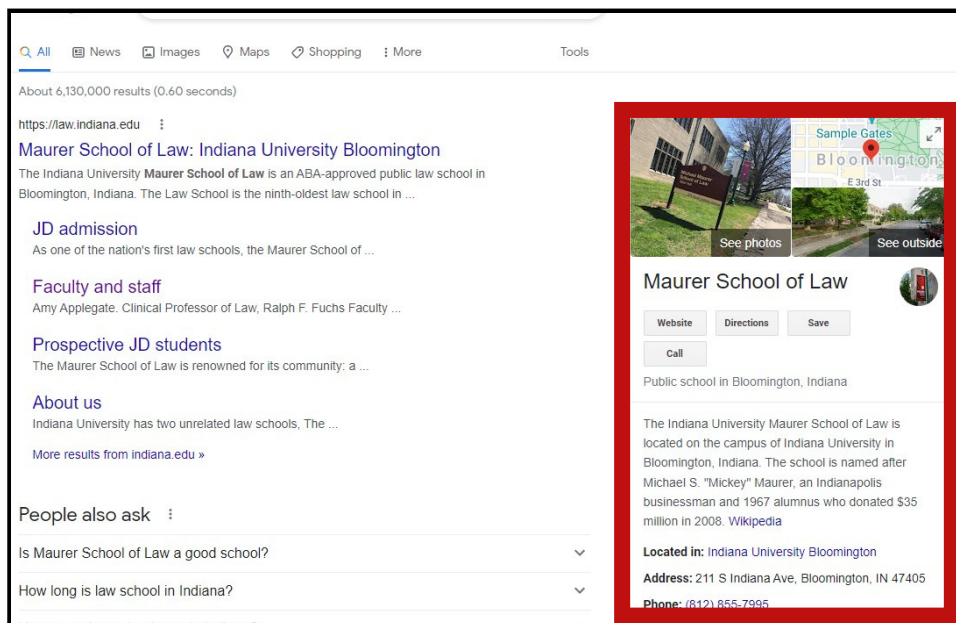 All News Images Maps Shopping More Tools
About 6,130,000 results (0.60 seconds)
https://law.indiana.edu
Maurer School of Law: Indiana University Bloomington
The Indiana University Maurer School of Law is an ABA-approved public law school in
Bloomington, Indiana. The Law School is the ninth-oldest law school in ...
JD admission
As one of the nation's first law schools, the Maurer School of ...
Faculty and staff
Amy Applegate. Clinical Professor of Law, Ralph F. Fuchs Faculty ...
Prospective JD students
The Maurer School of Law is renowned for its community: a ...
About us
Indiana University has two unrelated law schools, The ...
More results from indiana.edu »
People also ask
Is Maurer School of Law a good school?
How long is law school in Indiana?
Michael Maurer
School of Law
Sample Gates
Bloomington
E 3rd St
See photos
See outside
Maurer School of Law
Website Directions Save
Call
Public school in Bloomington, Indiana
The Indiana University Maurer School of Law is
located on the campus of Indiana University in
Bloomington, Indiana. The school is named after
Michael S. "Mickey" Maurer, an Indianapolis
businessman and 1967 alumnus who donated $35
million in 2008. Wikipedia
Located in: Indiana University Bloomington
Address: 211 S Indiana Ave, Bloomington, IN 47405
Phone: (812) 855-7995